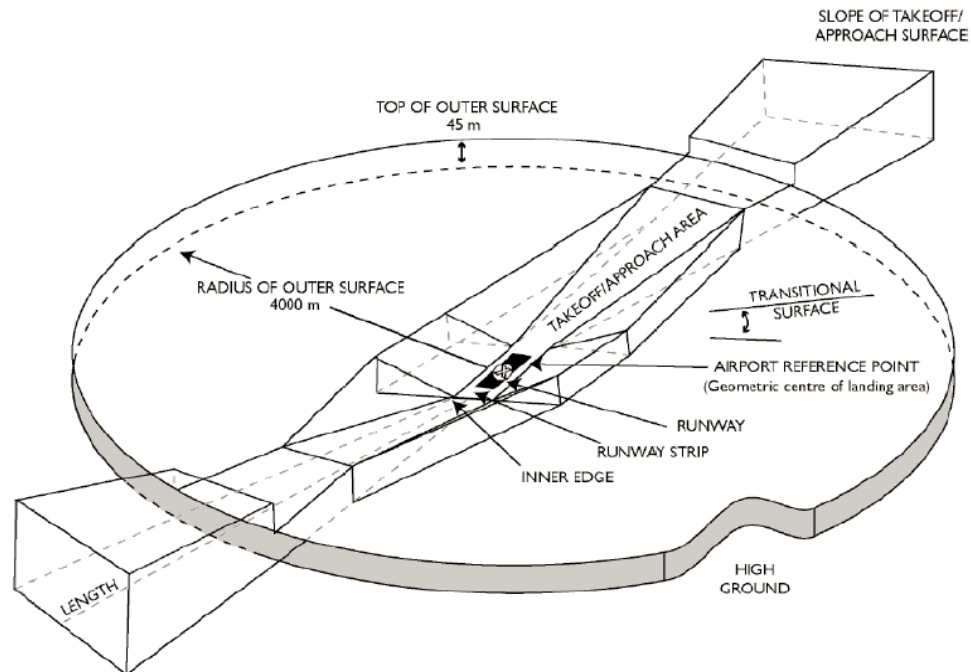 SLOPE OF TAKEOFF/
APPROACH SURFACE
TOP OF OUTER SURFACE
45 m
RADIUS OF OUTER SURFACE
4000 m
TAKEOFF/APPROACH AREA
TRANSITIONAL
SURFACE
AIRPORT REFERENCE POINT
(Geometric centre of landing area)
RUNWAY
RUNWAY STRIP
INNER EDGE
HIGH
GROUND
LENGTH